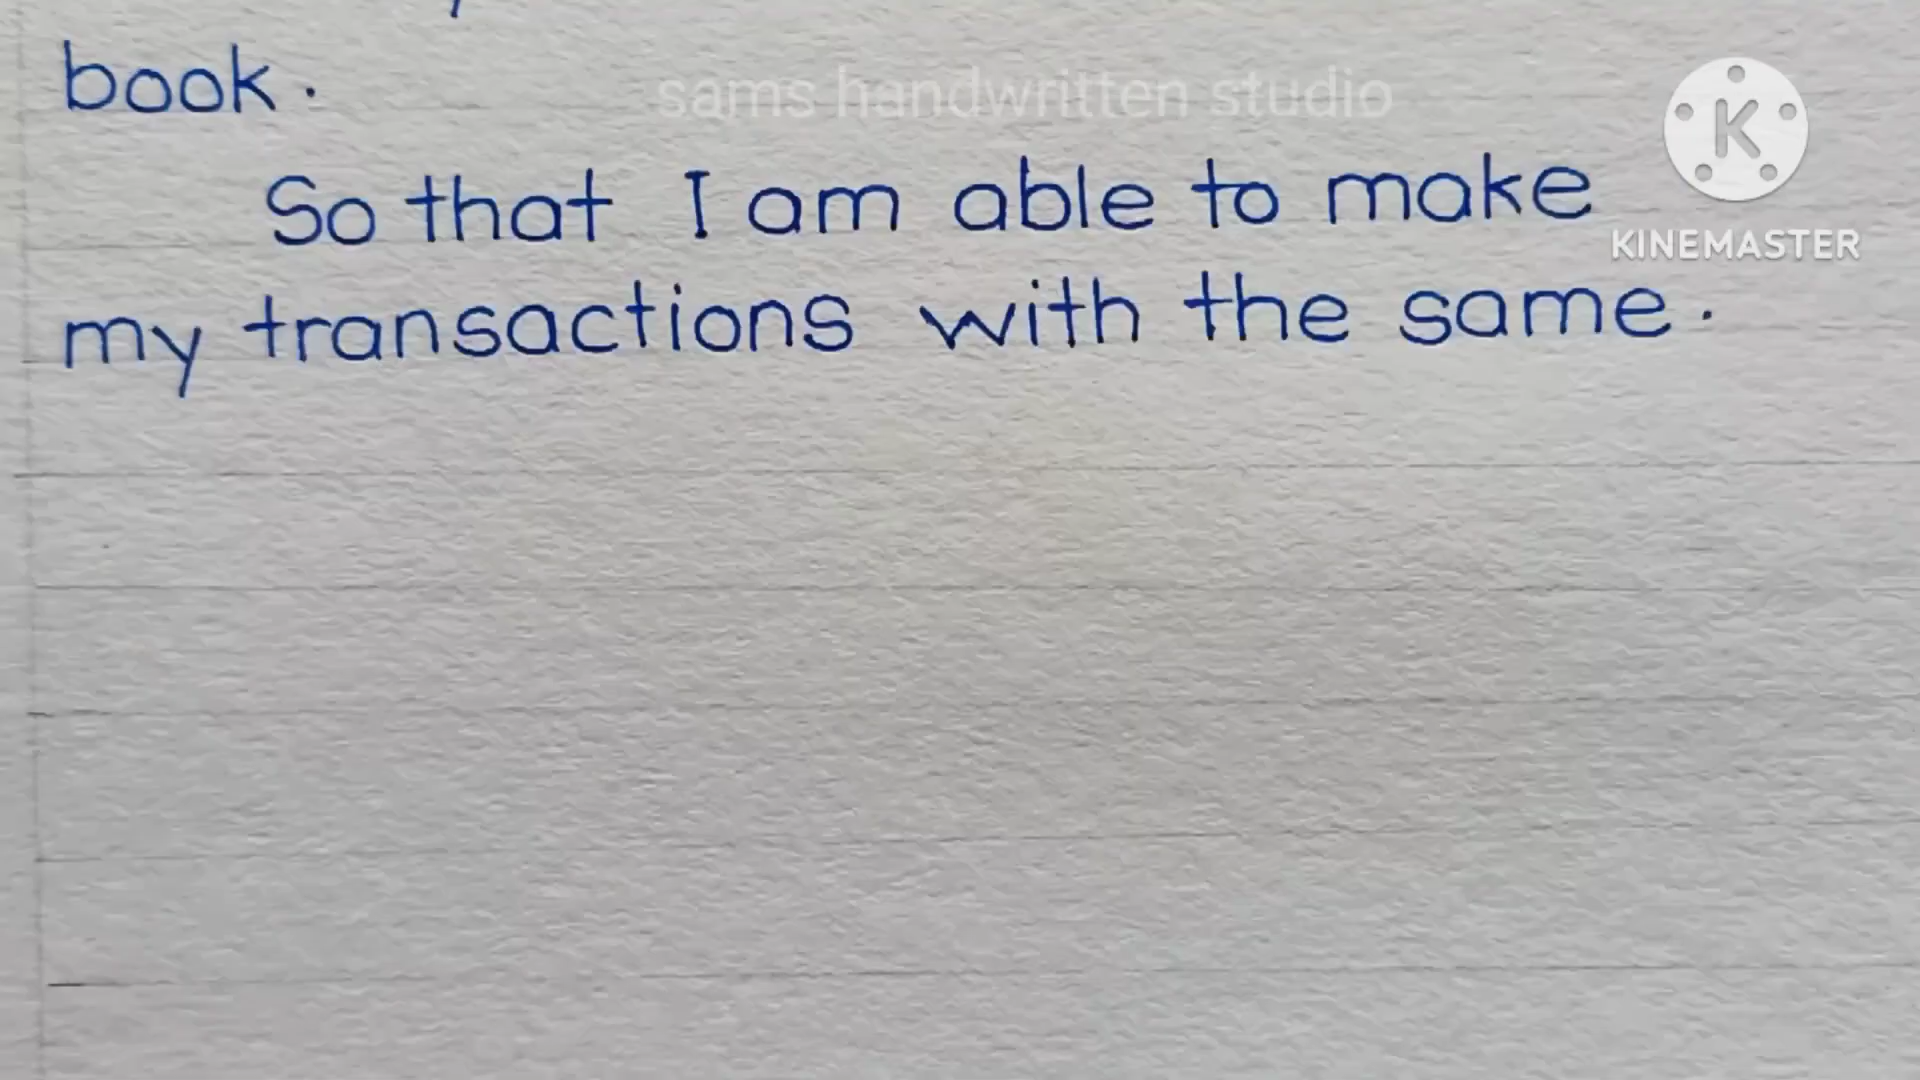 book.
sams handwritten studio
So that I am able to make
KINEMASTER
my transactions with the same.